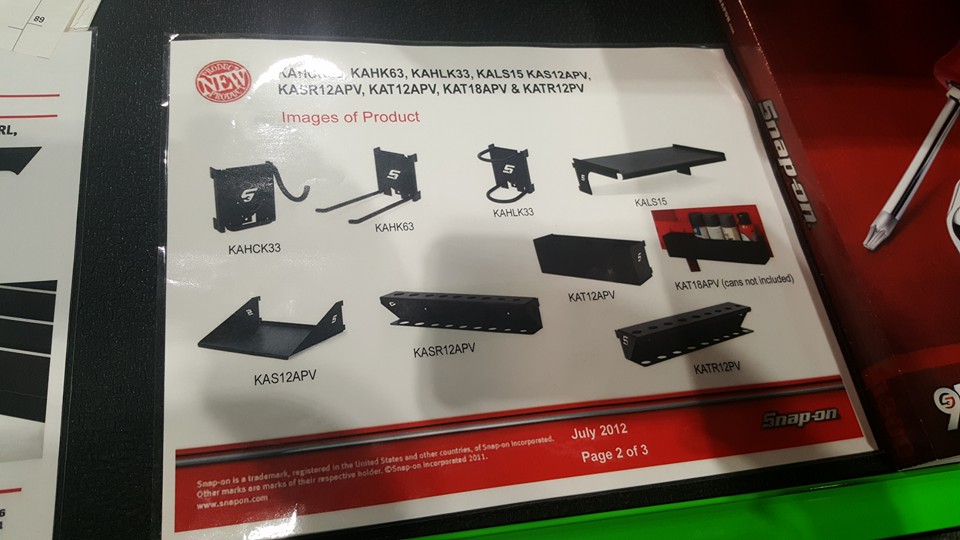 89
RL,
PRODUCT
NEW
PRODUCT
KAHK63, KAHLK33, KALS15 KAS12APV,
KASR12APV, KAT12APV, KAT18APV & KATR12PV
Images of Product
KAHCK33
KAHK63
KAHLK33
KALS15
KAT12APV
KAT18APV (cans not included)
KAS12APV
KASR12APV
KATR12PV
Snap-on
July 2012
Page 2 of 3
Snap-on is a trademark, registered in the United States and other countries, of Snap-on Incorporated.
Other marks are marks of their respective holder. ©Snap-on Incorporated 2011.
www.snapon.com
Snap-on